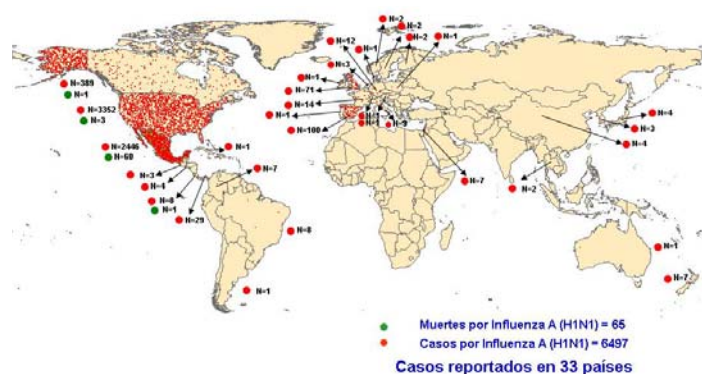 N=2
N=2
N=12
N=2
N=1
N=1
N=3
N=389
N=1
N=71
N=1
N=14
N=3352
N=3
N=1
N=4
N=1
N=9
N=3
N=100
N=2446
N=1
N=4
N=60
N=7
N=3
N=7
N=4
N=2
N=8
N=1
N=29
N=8
N=1
N=7
N=1
Muertes por Influenza A (H1N1) = 65
Casos por Influenza A (H1N1) = 6497
Casos reportados en 33 países